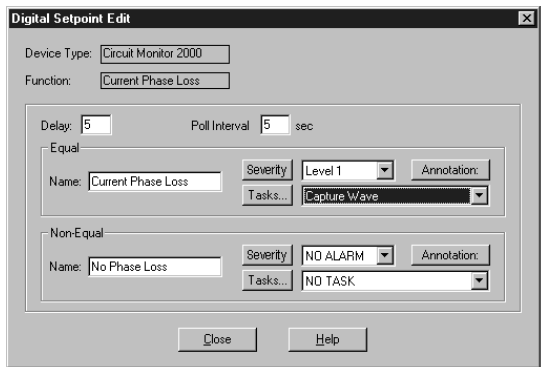 Digital Setpoint Edit
Device Type: Circuit Monitor 2000
Function: Current Phase Loss
Delay: 5 Poll Interval 5 sec
Equal
Severity Level 1 Annotation:
Name: Current Phase Loss
Tasks... Capture Wave
Non-Equal
Severity NO ALARM Annotation:
Name: No Phase Loss
Tasks... NO TASK
Close Help